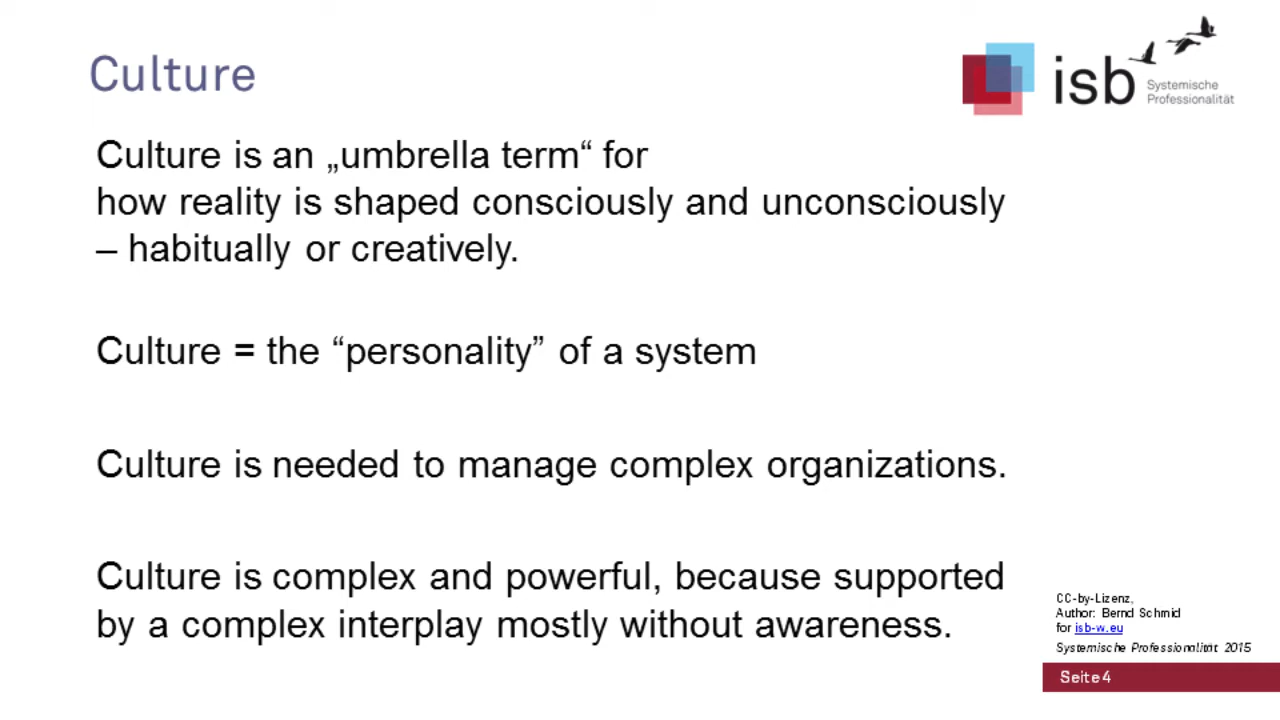 Culture
isb
Systemische
Professionalität
Culture is an „umbrella term“ for
how reality is shaped consciously and unconsciously
– habitually or creatively.
Culture = the “personality” of a system
Culture is needed to manage complex organizations.
Culture is complex and powerful, because supported
by a complex interplay mostly without awareness.
CC-by-Lizenz,
Author: Bernd Schmid
for isb-w.eu
Systemische Professionalität 2015
Seite 4